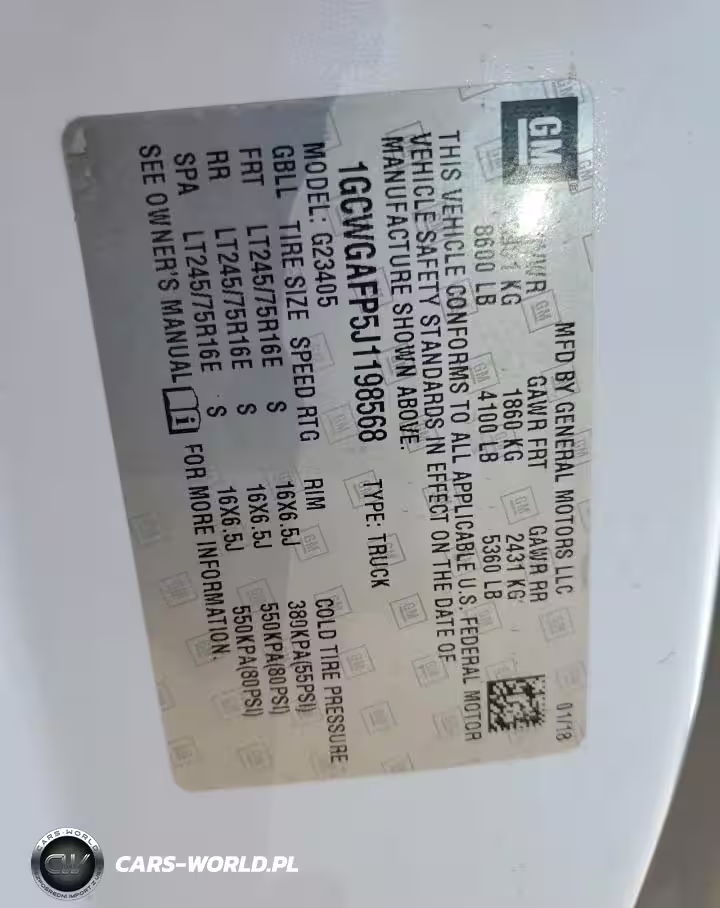 GM
MFD BY GENERAL MOTORS LLC 01/18
GVWR GAWR FRT GAWR RR
KG 1860 KG 2431 KG
8600 LB 4100 LB 5360 LB
THIS VEHICLE CONFORMS TO ALL APPLICABLE U.S. FEDERAL MOTOR
VEHICLE SAFETY STANDARDS IN EFFECT ON THE DATE OF
MANUFACTURE SHOWN ABOVE.
1GCWGAFP5J1198568 TYPE: TRUCK
MODEL: G23405
GBLL TIRE SIZE SPEED RTG RIM COLD TIRE PRESSURE
FRT LT245/75R16E S 16X6.5J 380KPA(55PSI)
RR LT245/75R16E S 16X6.5J 550KPA(80PSI)
SPA LT245/75R16E S 16X6.5J 550KPA(80PSI)
SEE OWNER'S MANUAL i FOR MORE INFORMATION.
CARS-WORLD
CW
CARS-WORLD.PL